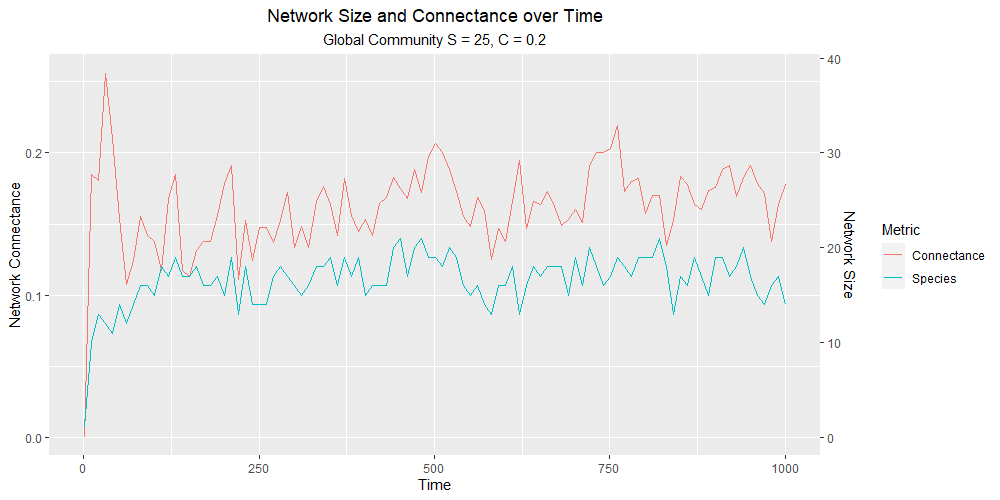 Network Size and Connectance over Time
Global Community S = 25, C = 0.2
Network Connectance
0.2
0.1
0.0
0
250
500
750
1000
Time
40
30
20
10
0
Network Size
Metric
Connectance
Species